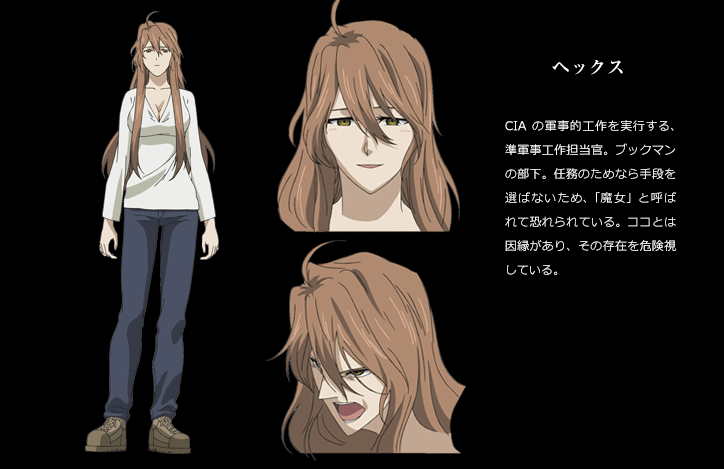 ヘックス
CIA の軍事的工作を実行する、
準軍事工作担当官。ブックマン
の部下。任務のためなら手段を
選ばないため、「魔女」と呼ば
れて恐れられている。ココとは
因縁があり、その存在を危険視
している。